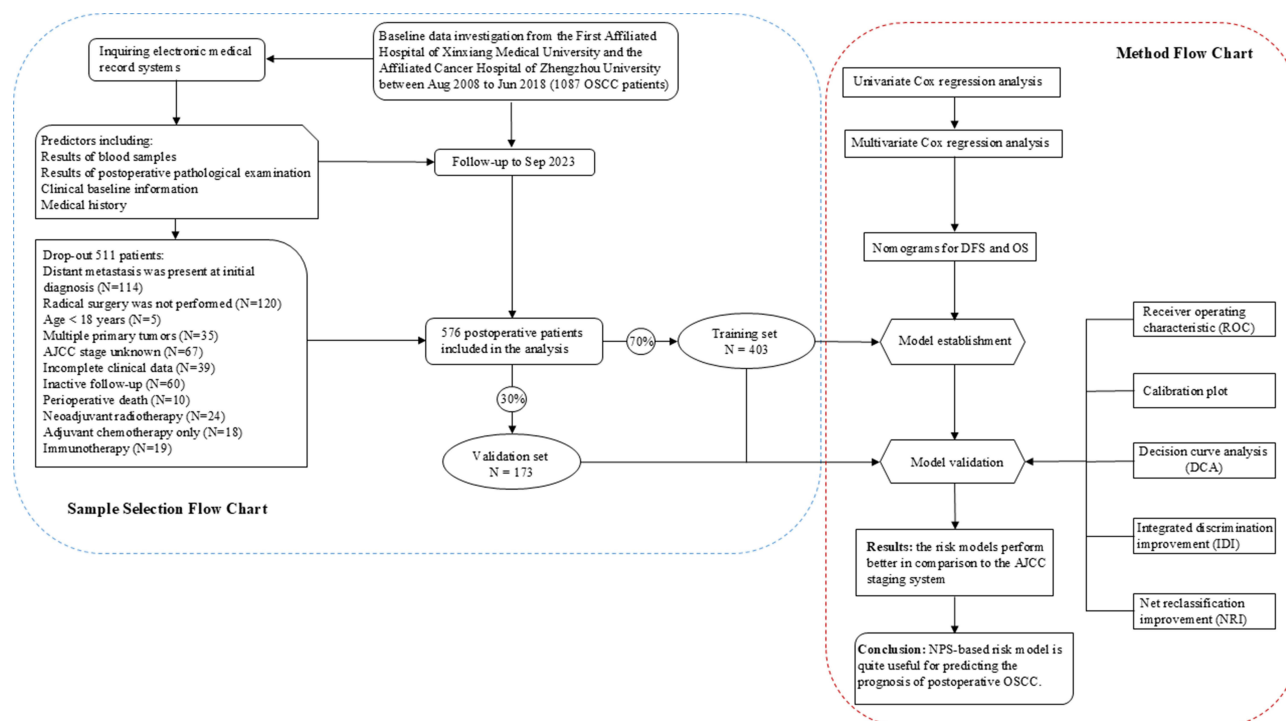 Baseline data investigation from the First Affiliated
Hospital of Xinxiang Medical University and the
Affiliated Cancer Hospital of Zhengzhou University
between Aug 2008 to Jun 2018 (1087 OSCC patients)
Inquiring electronic medical
record systems
Predictors including:
Results of blood samples
Results of postoperative pathological examination
Clinical baseline information
Medical history
Follow-up to Sep 2023
Drop-out 511 patients:
Distant metastasis was present at initial
diagnosis (N=114)
Radical surgery was not performed (N=120)
Age < 18 years (N=5)
Multiple primary tumors (N=35)
AJCC stage unknown (N=67)
Incomplete clinical data (N=39)
Inactive follow-up (N=60)
Perioperative death (N=10)
Neoadjuvant radiotherapy (N=24)
Adjuvant chemotherapy only (N=18)
Immunotherapy (N=19)
576 postoperative patients
included in the analysis
70%
Training set
N = 403
30%
Validation set
N = 173
Sample Selection Flow Chart
Method Flow Chart
Univariate Cox regression analysis
Multivariate Cox regression analysis
Nomograms for DFS and OS
Model establishment
Model validation
Results: the risk models perform
better in comparison to the AJCC
staging system
Conclusion: NPS-based risk model is
quite useful for predicting the
prognosis of postoperative OSCC.
Receiver operating
characteristic (ROC)
Calibration plot
Decision curve analysis
(DCA)
Integrated discrimination
improvement (IDI)
Net reclassification
improvement (NRI)